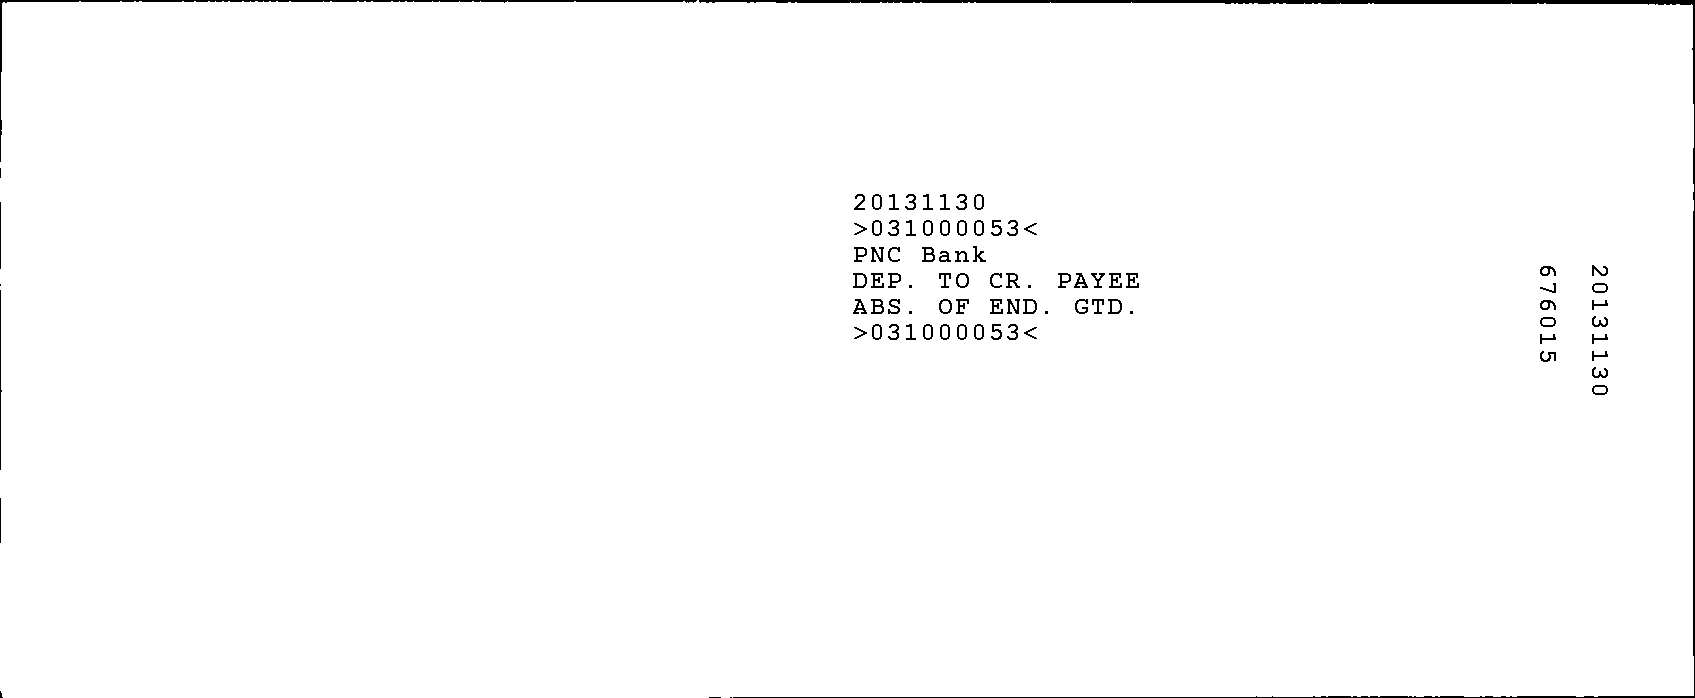 20131130
>031000053<
PNC Bank
DEP. TO CR. PAYEE
ABS. OF END. GTD.
>031000053<
20131130
676015